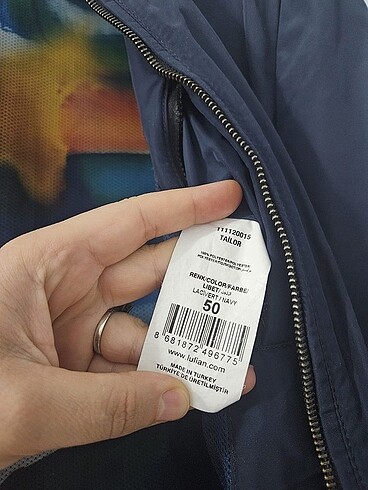 111120015
TAILOR
RENK/COLOR/FARBE/
LACİVERT / NAVY
50
8 681872 496775
www.lufian.com
MADE IN TURKEY
TÜRKİYE'DE ÜRETİLMİŞTİR